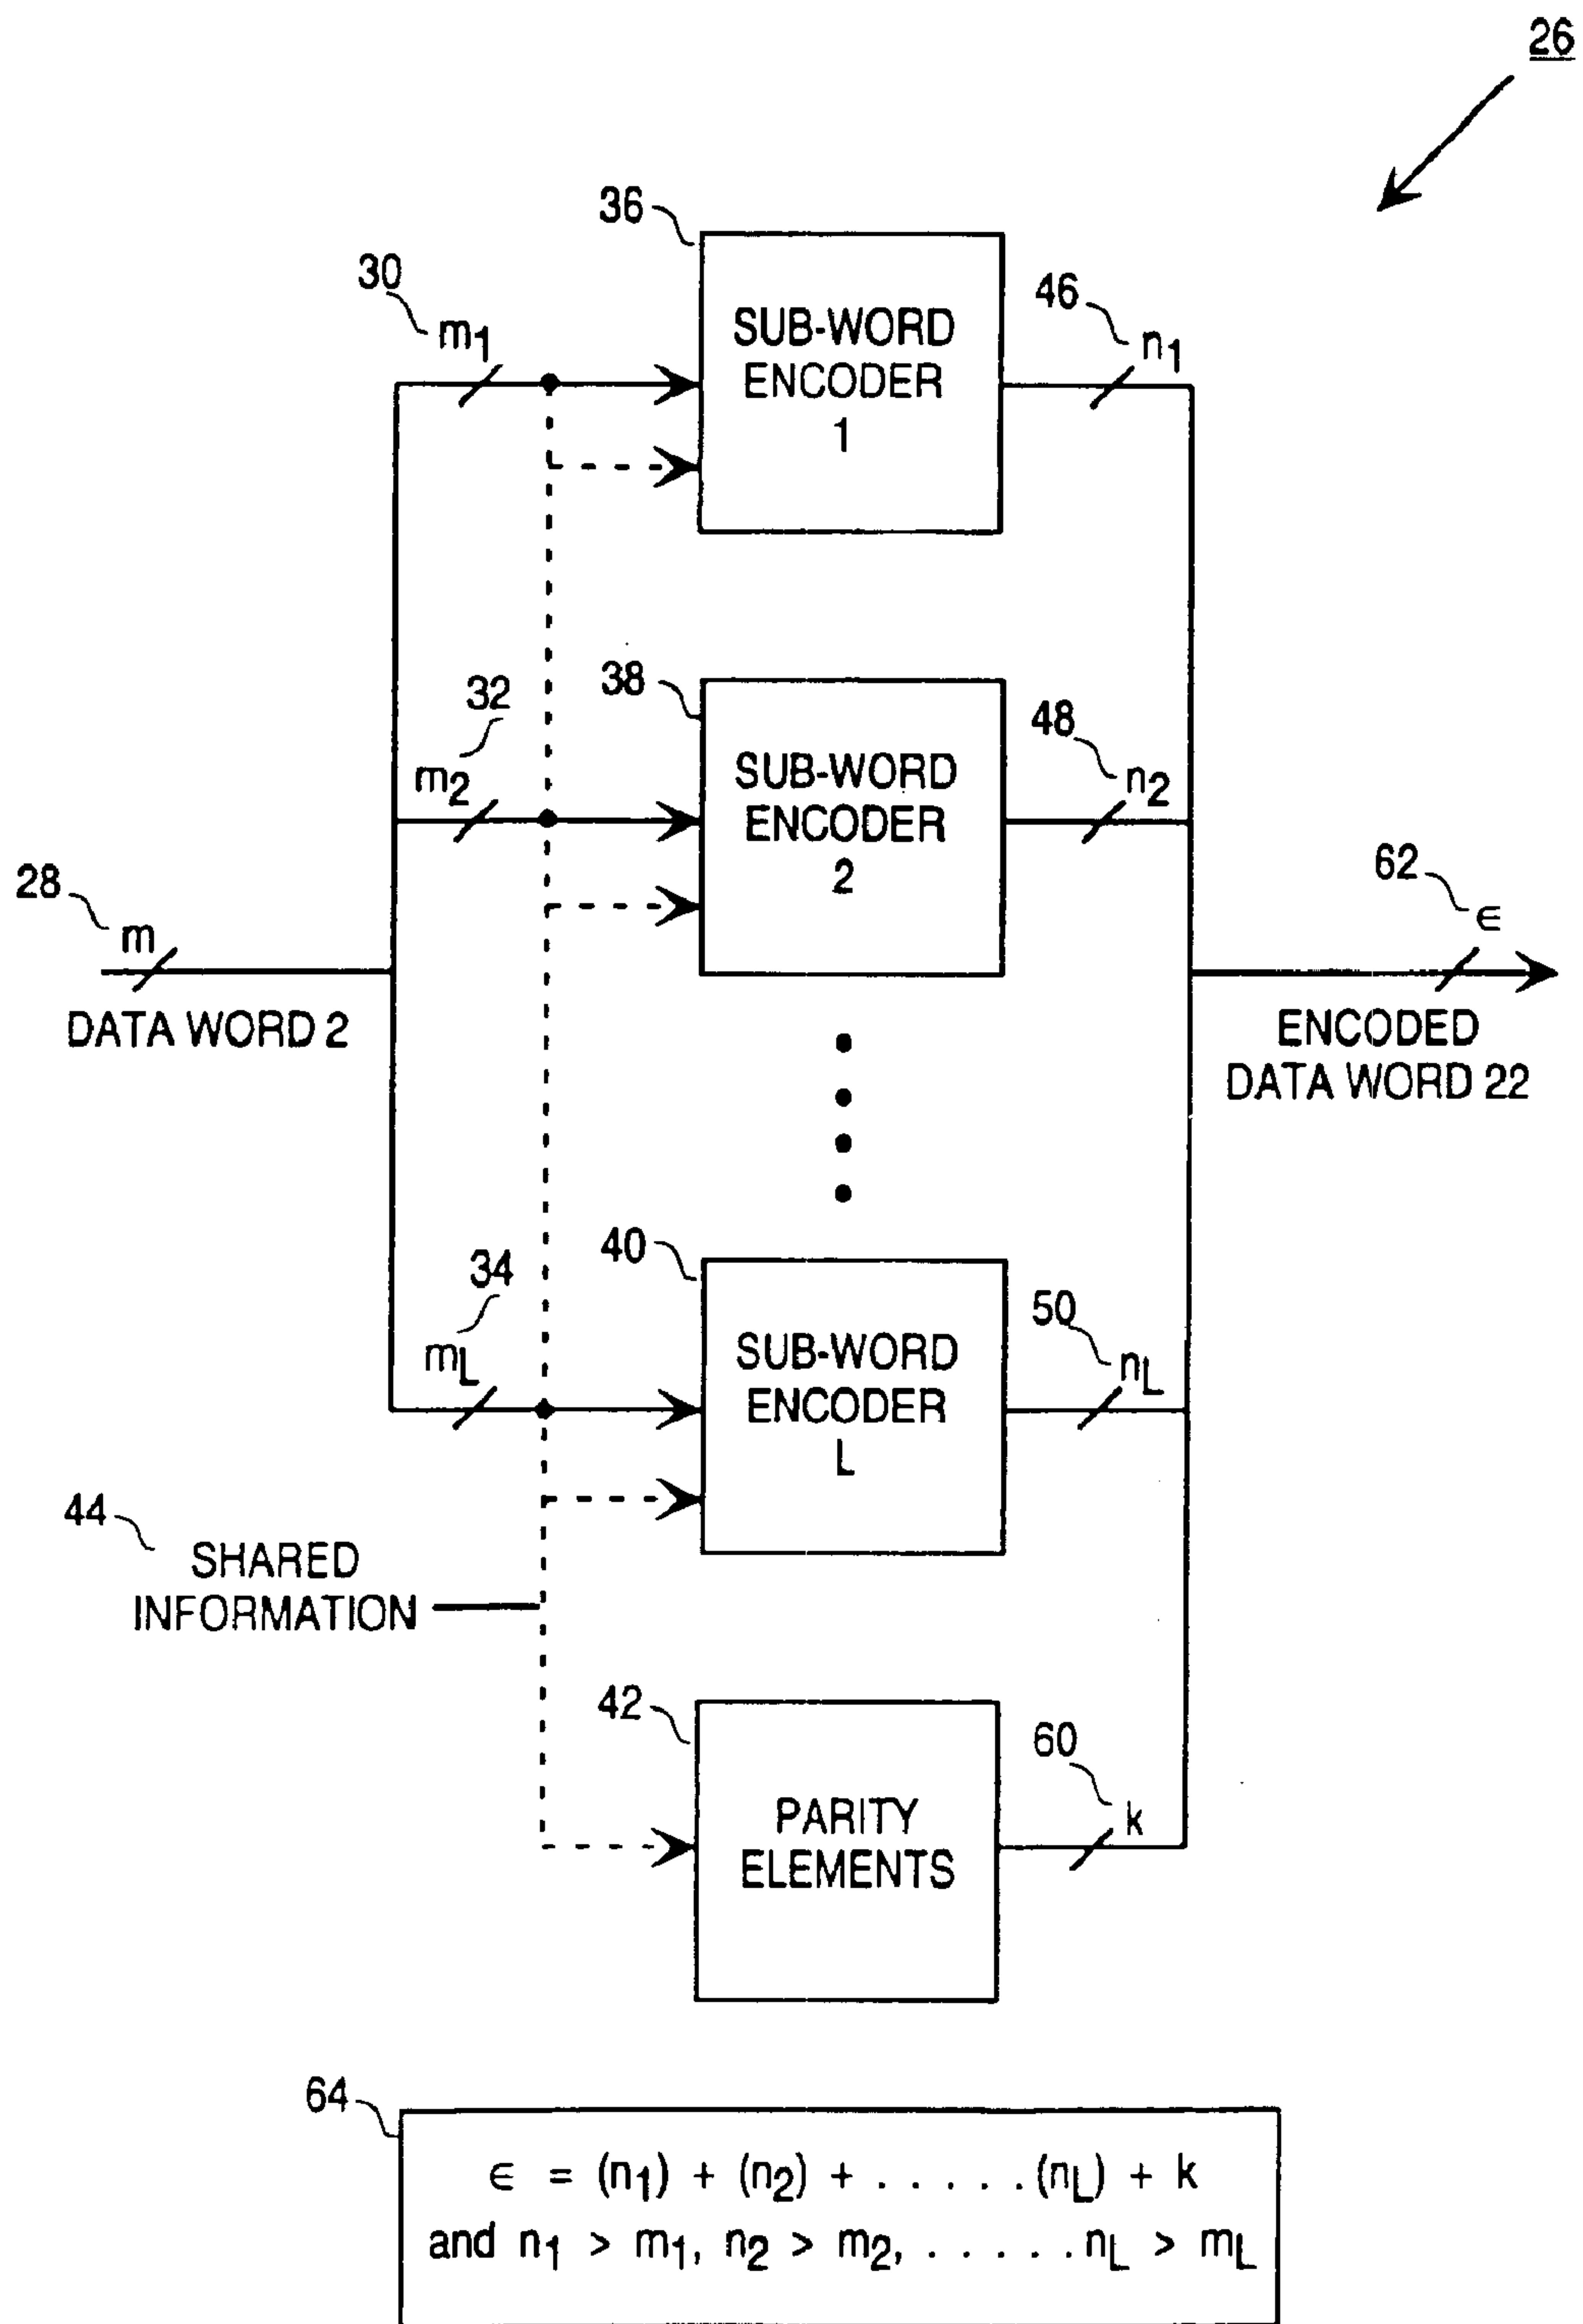 26
36
SUB-WORD
ENCODER
1
30
m1
46
n1
38
SUB-WORD
ENCODER
2
32
m2
48
n2
28
m
DATA WORD 2
62
∈
ENCODED
DATA WORD 22
40
SUB-WORD
ENCODER
L
34
mL
50
nL
44
SHARED
INFORMATION
42
PARITY
ELEMENTS
60
k
64
∈ = (n1) + (n2) + . . . . . (nL) + k
and n1 > m1, n2 > m2, . . . . . nL > mL